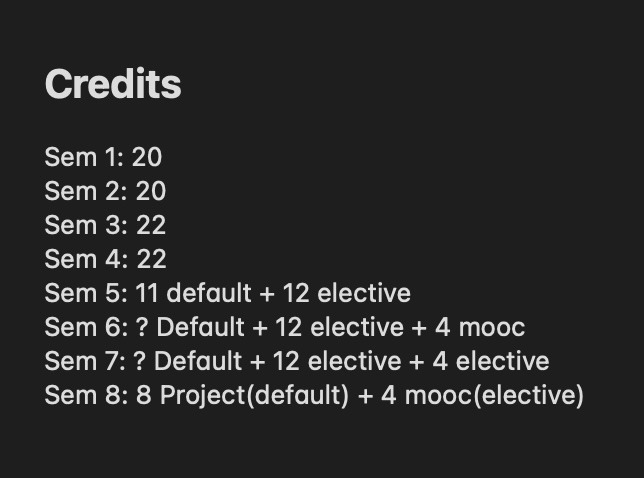 Credits
Sem 1: 20
Sem 2: 20
Sem 3: 22
Sem 4: 22
Sem 5: 11 default + 12 elective
Sem 6: ? Default + 12 elective + 4 mooc
Sem 7: ? Default + 12 elective + 4 elective
Sem 8: 8 Project(default) + 4 mooc(elective)